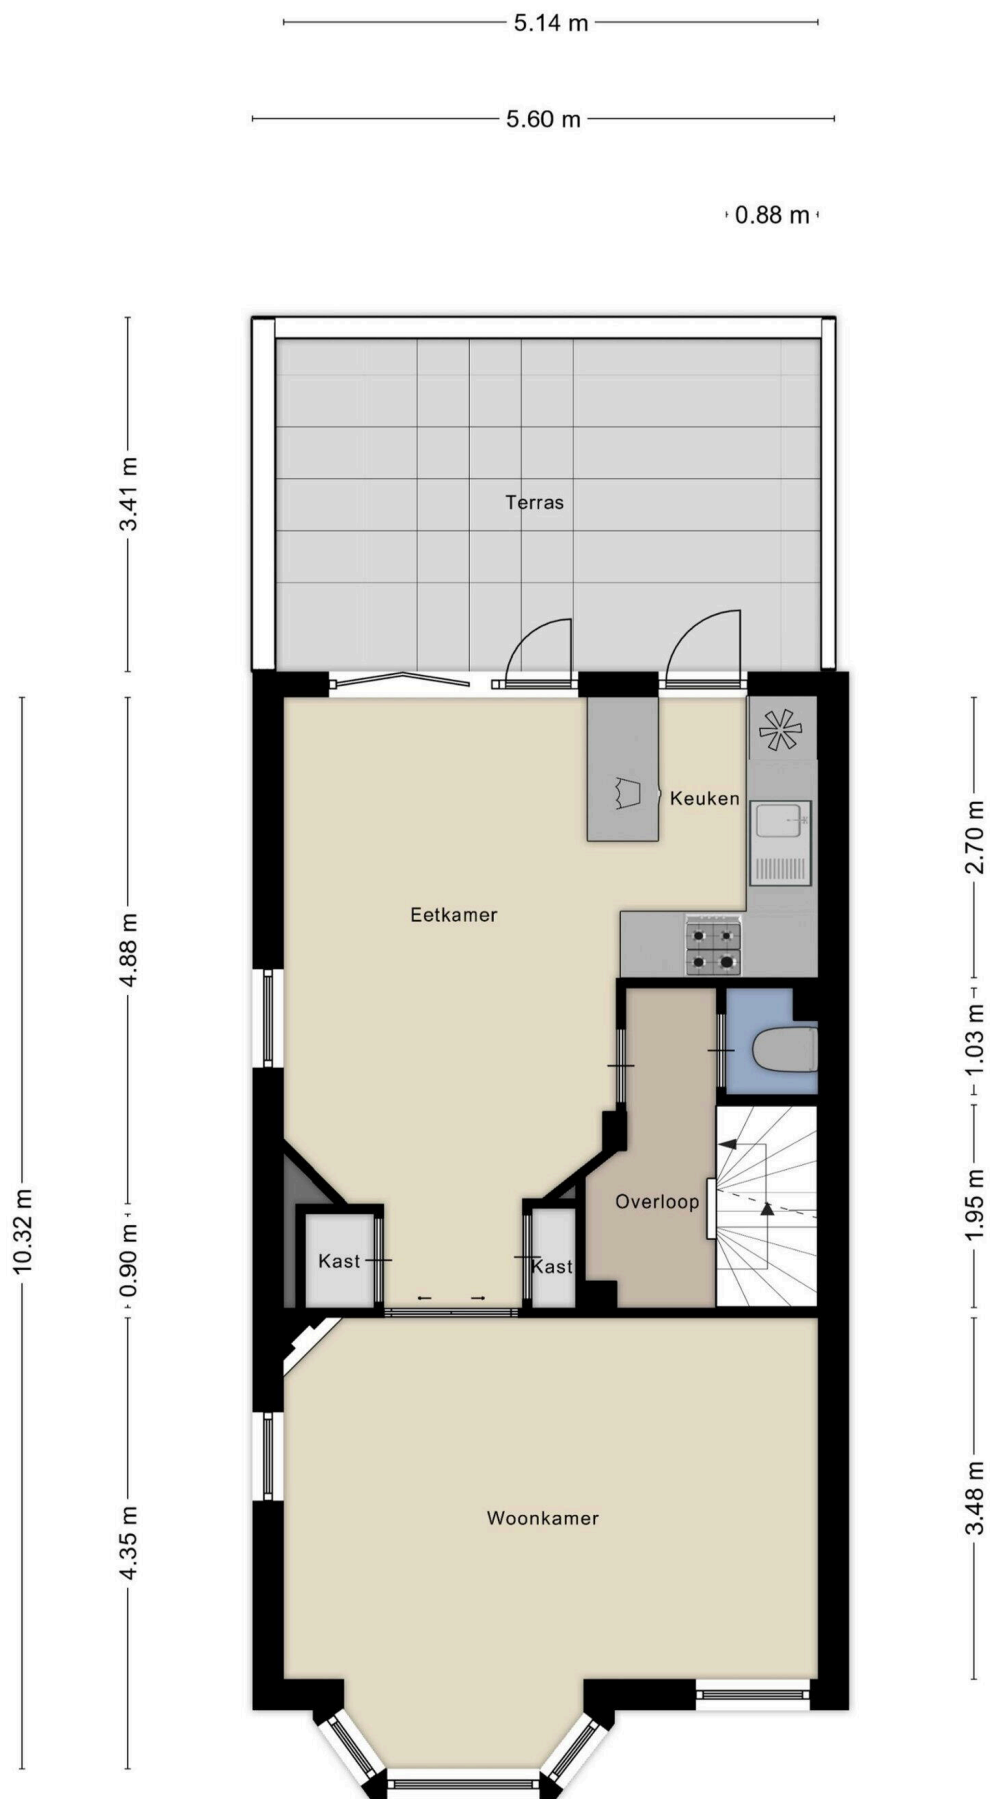 5.14 m
5.60 m
0.88 m
3.41 m
Terras
Keuken
2.70 m
Eetkamer
4.88 m
1.03 m
Overloop
1.95 m
10.32 m
0.90 m
Kast
Kast
Woonkamer
3.48 m
4.35 m